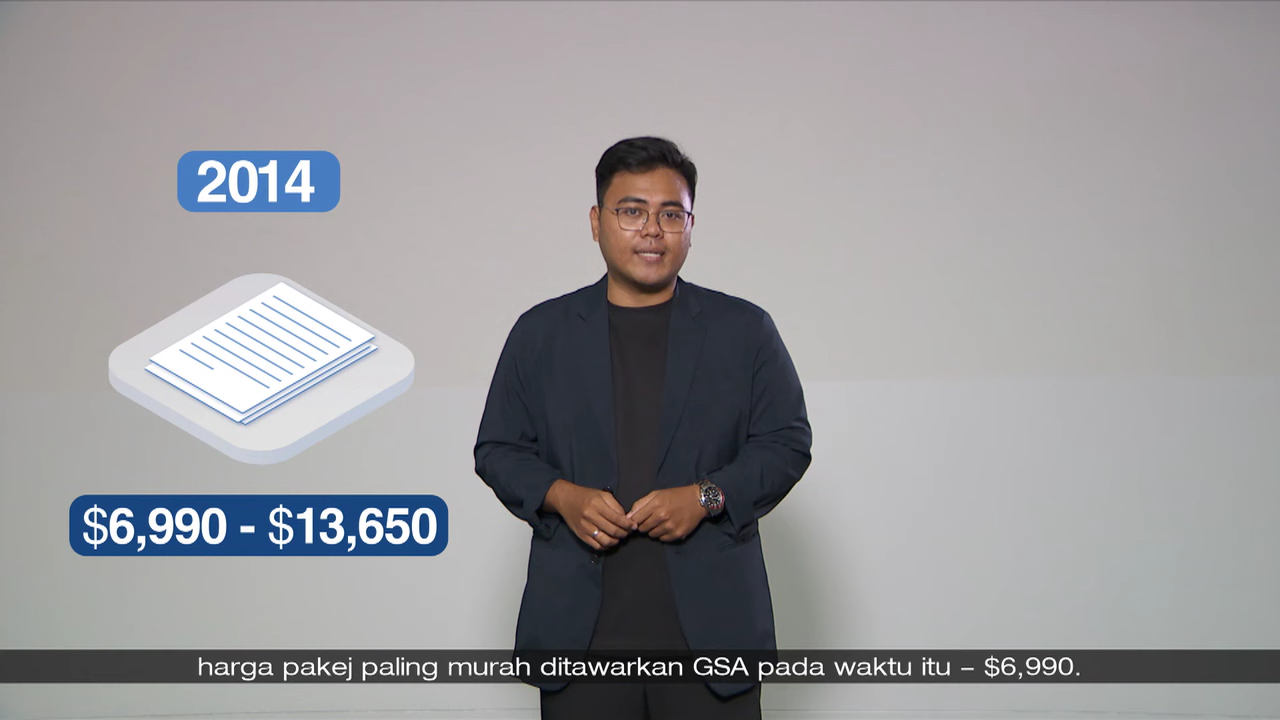 2014
$6,990 - $13,650
harga pakej paling murah ditawarkan GSA pada waktu itu – $6,990.